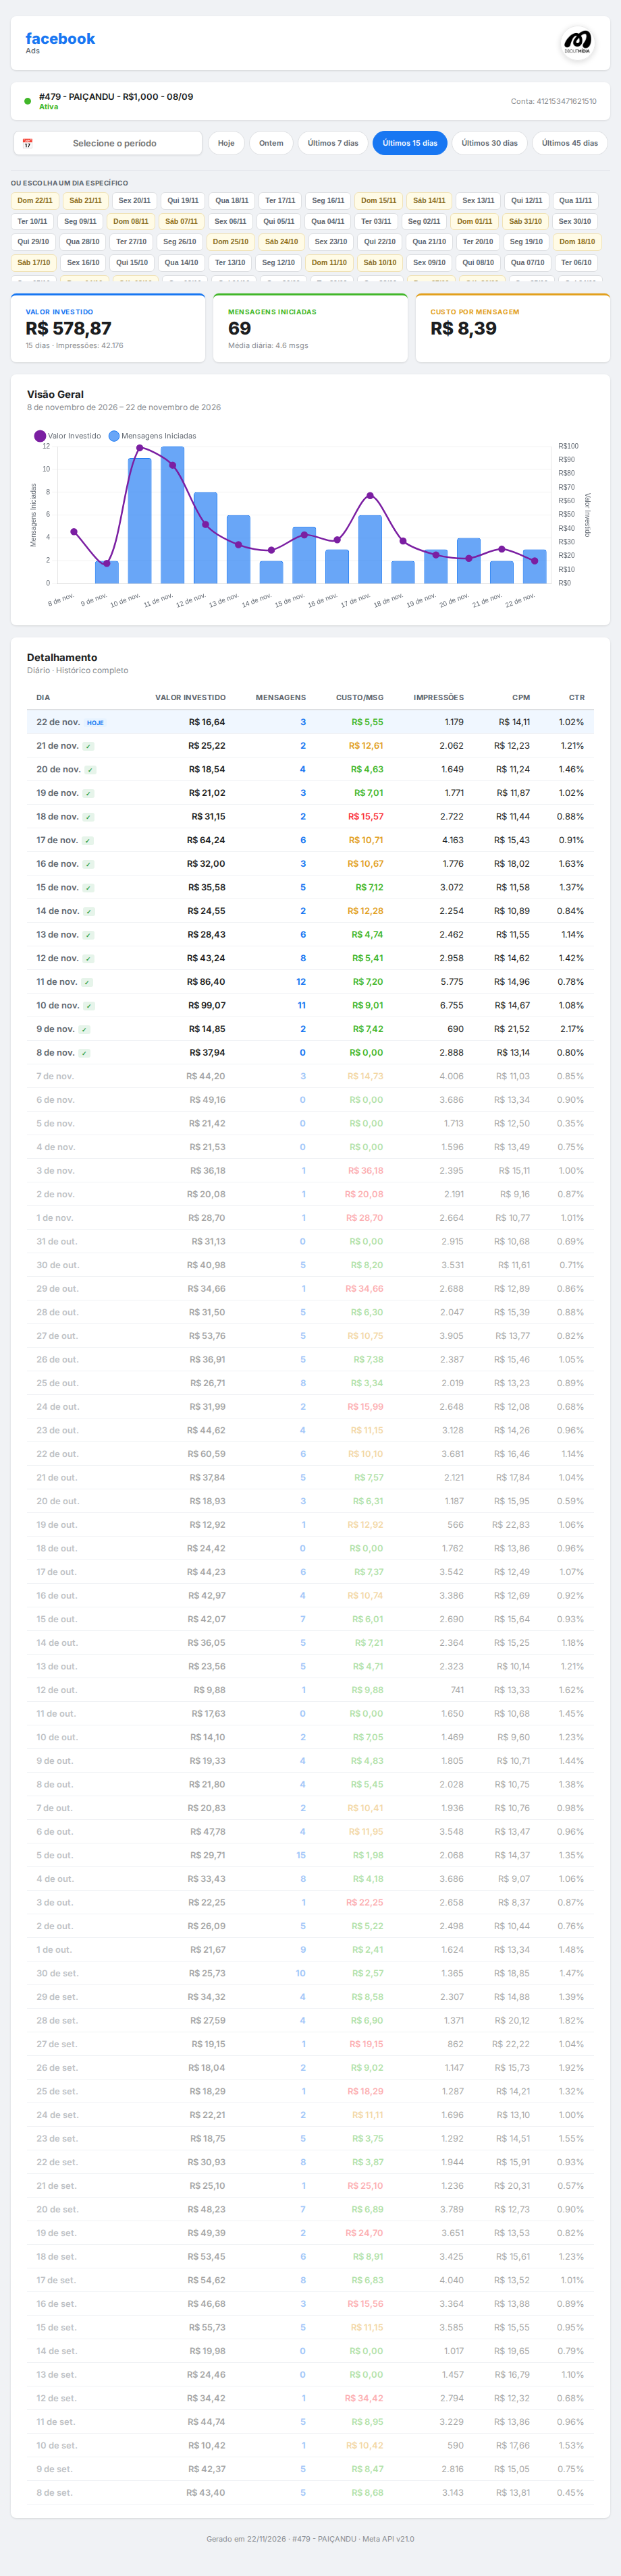 facebook
Ads
ABOUTMÍDIA
#479 - PAIÇANDU - R$1,000 - 08/09
Ativa
Conta: 412153471621510
Selecione o período
Hoje
Ontem
Últimos 7 dias
Últimos 15 dias
Últimos 30 dias
Últimos 45 dias
OU ESCOLHA UM DIA ESPECÍFICO
Dom 22/11 Sáb 21/11 Sex 20/11 Qui 19/11 Qua 18/11 Ter 17/11 Seg 16/11 Dom 15/11 Sáb 14/11 Sex 13/11 Qui 12/11 Qua 11/11
Ter 10/11 Seg 09/11 Dom 08/11 Sáb 07/11 Sex 06/11 Qui 05/11 Qua 04/11 Ter 03/11 Seg 02/11 Dom 01/11 Sáb 31/10 Sex 30/10
Qui 29/10 Qua 28/10 Ter 27/10 Seg 26/10 Dom 25/10 Sáb 24/10 Sex 23/10 Qui 22/10 Qua 21/10 Ter 20/10 Seg 19/10 Dom 18/10
Sáb 17/10 Sex 16/10 Qui 15/10 Qua 14/10 Ter 13/10 Seg 12/10 Dom 11/10 Sáb 10/10 Sex 09/10 Qui 08/10 Qua 07/10 Ter 06/10
VALOR INVESTIDO
R$ 578,87
15 dias · Impressões: 42.176
MENSAGENS INICIADAS
69
Média diária: 4.6 msgs
CUSTO POR MENSAGEM
R$ 8,39
Visão Geral
8 de novembro de 2026 – 22 de novembro de 2026
Valor Investido Mensagens Iniciadas
Mensagens Iniciadas
12
10
8
6
4
2
0
R$100
R$90
R$80
R$70
R$60
R$50
R$40
R$30
R$20
R$10
R$0
Valor Investido
8 de nov. 9 de nov. 10 de nov. 11 de nov. 12 de nov. 13 de nov. 14 de nov. 15 de nov. 16 de nov. 17 de nov. 18 de nov. 19 de nov. 20 de nov. 21 de nov. 22 de nov.
Detalhamento
Diário · Histórico completo
DIA VALOR INVESTIDO MENSAGENS CUSTO/MSG IMPRESSÕES CPM CTR
22 de nov. HOJE R$ 16,64 3 R$ 5,55 1.179 R$ 14,11 1.02%
21 de nov. ✓ R$ 25,22 2 R$ 12,61 2.062 R$ 12,23 1.21%
20 de nov. ✓ R$ 18,54 4 R$ 4,63 1.649 R$ 11,24 1.46%
19 de nov. ✓ R$ 21,02 3 R$ 7,01 1.771 R$ 11,87 1.02%
18 de nov. ✓ R$ 31,15 2 R$ 15,57 2.722 R$ 11,44 0.88%
17 de nov. ✓ R$ 64,24 6 R$ 10,71 4.163 R$ 15,43 0.91%
16 de nov. ✓ R$ 32,00 3 R$ 10,67 1.776 R$ 18,02 1.63%
15 de nov. ✓ R$ 35,58 5 R$ 7,12 3.072 R$ 11,58 1.37%
14 de nov. ✓ R$ 24,55 2 R$ 12,28 2.254 R$ 10,89 0.84%
13 de nov. ✓ R$ 28,43 6 R$ 4,74 2.462 R$ 11,55 1.14%
12 de nov. ✓ R$ 43,24 8 R$ 5,41 2.958 R$ 14,62 1.42%
11 de nov. ✓ R$ 86,40 12 R$ 7,20 5.775 R$ 14,96 0.78%
10 de nov. ✓ R$ 99,07 11 R$ 9,01 6.755 R$ 14,67 1.08%
9 de nov. ✓ R$ 14,85 2 R$ 7,42 690 R$ 21,52 2.17%
8 de nov. ✓ R$ 37,94 0 R$ 0,00 2.888 R$ 13,14 0.80%
7 de nov. R$ 44,20 3 R$ 14,73 4.006 R$ 11,03 0.85%
6 de nov. R$ 49,16 0 R$ 0,00 3.686 R$ 13,34 0.90%
5 de nov. R$ 21,42 0 R$ 0,00 1.713 R$ 12,50 0.35%
4 de nov. R$ 21,53 0 R$ 0,00 1.596 R$ 13,49 0.75%
3 de nov. R$ 36,18 1 R$ 36,18 2.395 R$ 15,11 1.00%
2 de nov. R$ 20,08 1 R$ 20,08 2.191 R$ 9,16 0.87%
1 de nov. R$ 28,70 1 R$ 28,70 2.664 R$ 10,77 1.01%
31 de out. R$ 31,13 0 R$ 0,00 2.915 R$ 10,68 0.69%
30 de out. R$ 40,98 5 R$ 8,20 3.531 R$ 11,61 0.71%
29 de out. R$ 34,66 1 R$ 34,66 2.688 R$ 12,89 0.86%
28 de out. R$ 31,50 5 R$ 6,30 2.047 R$ 15,39 0.88%
27 de out. R$ 53,76 5 R$ 10,75 3.905 R$ 13,77 0.82%
26 de out. R$ 36,91 5 R$ 7,38 2.387 R$ 15,46 1.05%
25 de out. R$ 26,71 8 R$ 3,34 2.019 R$ 13,23 0.89%
24 de out. R$ 31,99 2 R$ 15,99 2.648 R$ 12,08 0.68%
23 de out. R$ 44,62 4 R$ 11,15 3.128 R$ 14,26 0.96%
22 de out. R$ 60,59 6 R$ 10,10 3.681 R$ 16,46 1.14%
21 de out. R$ 37,84 5 R$ 7,57 2.121 R$ 17,84 1.04%
20 de out. R$ 18,93 3 R$ 6,31 1.187 R$ 15,95 0.59%
19 de out. R$ 12,92 1 R$ 12,92 566 R$ 22,83 1.06%
18 de out. R$ 24,42 0 R$ 0,00 1.762 R$ 13,86 0.96%
17 de out. R$ 44,23 6 R$ 7,37 3.542 R$ 12,49 1.07%
16 de out. R$ 42,97 4 R$ 10,74 3.386 R$ 12,69 0.92%
15 de out. R$ 42,07 7 R$ 6,01 2.690 R$ 15,64 0.93%
14 de out. R$ 36,05 5 R$ 7,21 2.364 R$ 15,25 1.18%
13 de out. R$ 23,56 5 R$ 4,71 2.323 R$ 10,14 1.21%
12 de out. R$ 9,88 1 R$ 9,88 741 R$ 13,33 1.62%
11 de out. R$ 17,63 0 R$ 0,00 1.650 R$ 10,68 1.45%
10 de out. R$ 14,10 2 R$ 7,05 1.469 R$ 9,60 1.23%
9 de out. R$ 19,33 4 R$ 4,83 1.805 R$ 10,71 1.44%
8 de out. R$ 21,80 4 R$ 5,45 2.028 R$ 10,75 1.38%
7 de out. R$ 20,83 2 R$ 10,41 1.936 R$ 10,76 0.98%
6 de out. R$ 47,78 4 R$ 11,95 3.548 R$ 13,47 0.96%
5 de out. R$ 29,71 15 R$ 1,98 2.068 R$ 14,37 1.35%
4 de out. R$ 33,43 8 R$ 4,18 3.686 R$ 9,07 1.06%
3 de out. R$ 22,25 1 R$ 22,25 2.658 R$ 8,37 0.87%
2 de out. R$ 26,09 5 R$ 5,22 2.498 R$ 10,44 0.76%
1 de out. R$ 21,67 9 R$ 2,41 1.624 R$ 13,34 1.48%
30 de set. R$ 25,73 10 R$ 2,57 1.365 R$ 18,85 1.47%
29 de set. R$ 34,32 4 R$ 8,58 2.307 R$ 14,88 1.39%
28 de set. R$ 27,59 4 R$ 6,90 1.371 R$ 20,12 1.82%
27 de set. R$ 19,15 1 R$ 19,15 862 R$ 22,22 1.04%
26 de set. R$ 18,04 2 R$ 9,02 1.147 R$ 15,73 1.92%
25 de set. R$ 18,29 1 R$ 18,29 1.287 R$ 14,21 1.32%
24 de set. R$ 22,21 2 R$ 11,11 1.696 R$ 13,10 1.00%
23 de set. R$ 18,75 5 R$ 3,75 1.292 R$ 14,51 1.55%
22 de set. R$ 30,93 8 R$ 3,87 1.944 R$ 15,91 0.93%
21 de set. R$ 25,10 1 R$ 25,10 1.236 R$ 20,31 0.57%
20 de set. R$ 48,23 7 R$ 6,89 3.789 R$ 12,73 0.90%
19 de set. R$ 49,39 2 R$ 24,70 3.651 R$ 13,53 0.82%
18 de set. R$ 53,45 6 R$ 8,91 3.425 R$ 15,61 1.23%
17 de set. R$ 54,62 8 R$ 6,83 4.040 R$ 13,52 1.01%
16 de set. R$ 46,68 3 R$ 15,56 3.364 R$ 13,88 0.89%
15 de set. R$ 55,73 5 R$ 11,15 3.585 R$ 15,55 0.95%
14 de set. R$ 19,98 0 R$ 0,00 1.017 R$ 19,65 0.79%
13 de set. R$ 24,46 0 R$ 0,00 1.457 R$ 16,79 1.10%
12 de set. R$ 34,42 1 R$ 34,42 2.794 R$ 12,32 0.68%
11 de set. R$ 44,74 5 R$ 8,95 3.229 R$ 13,86 0.96%
10 de set. R$ 10,42 1 R$ 10,42 590 R$ 17,66 1.53%
9 de set. R$ 42,37 5 R$ 8,47 2.816 R$ 15,05 0.75%
8 de set. R$ 43,40 5 R$ 8,68 3.143 R$ 13,81 0.45%
Gerado em 22/11/2026 · #479 - PAIÇANDU · Meta API v21.0